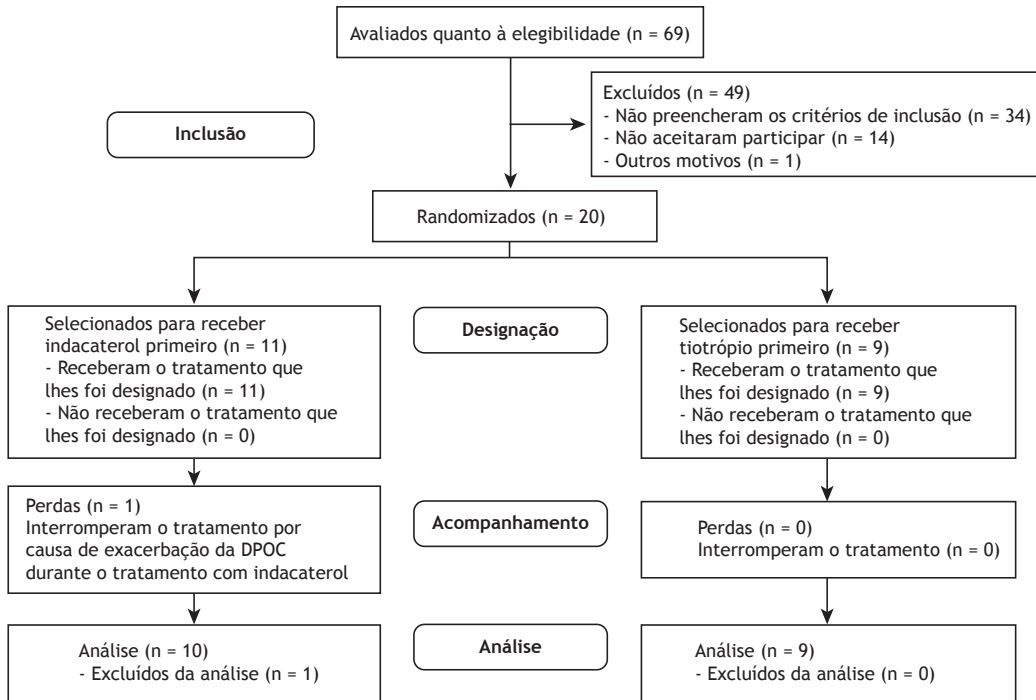 Avaliados quanto à elegibilidade (n = 69)
Excluídos (n = 49)
- Não preencheram os critérios de inclusão (n = 34)
- Não aceitaram participar (n = 14)
- Outros motivos (n = 1)
Inclusão
Randomizados (n = 20)
Selecionados para receber
indacaterol primeiro (n = 11)
- Receberam o tratamento que
lhes foi designado (n = 11)
- Não receberam o tratamento que
lhes foi designado (n = 0)
Designação
Selecionados para receber
tiotrópio primeiro (n = 9)
- Receberam o tratamento que
lhes foi designado (n = 9)
- Não receberam o tratamento que
lhes foi designado (n = 0)
Perdas (n = 1)
Interromperam o tratamento por
causa de exacerbação da DPOC
durante o tratamento com indacaterol
Acompanhamento
Perdas (n = 0)
Interromperam o tratamento (n = 0)
Análise (n = 10)
- Excluídos da análise (n = 1)
Análise
Análise (n = 9)
- Excluídos da análise (n = 0)